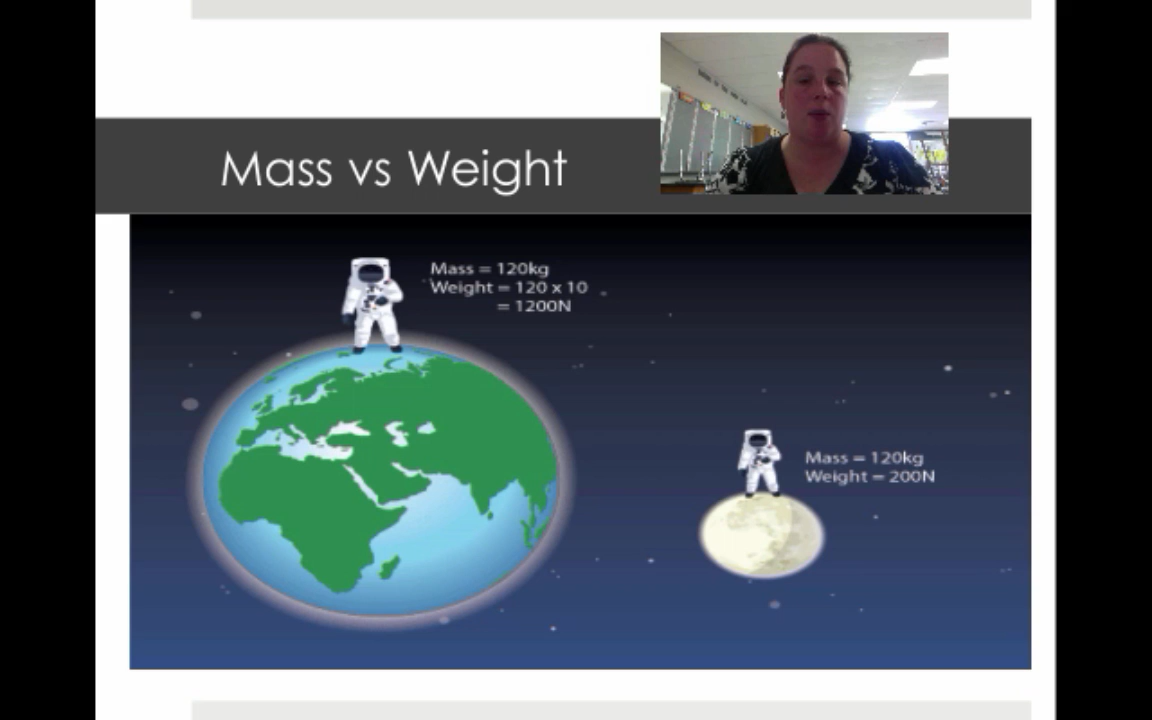 Mass vs Weight
Mass = 120kg
Weight = 120 x 10
= 1200N
Mass = 120kg
Weight = 200N